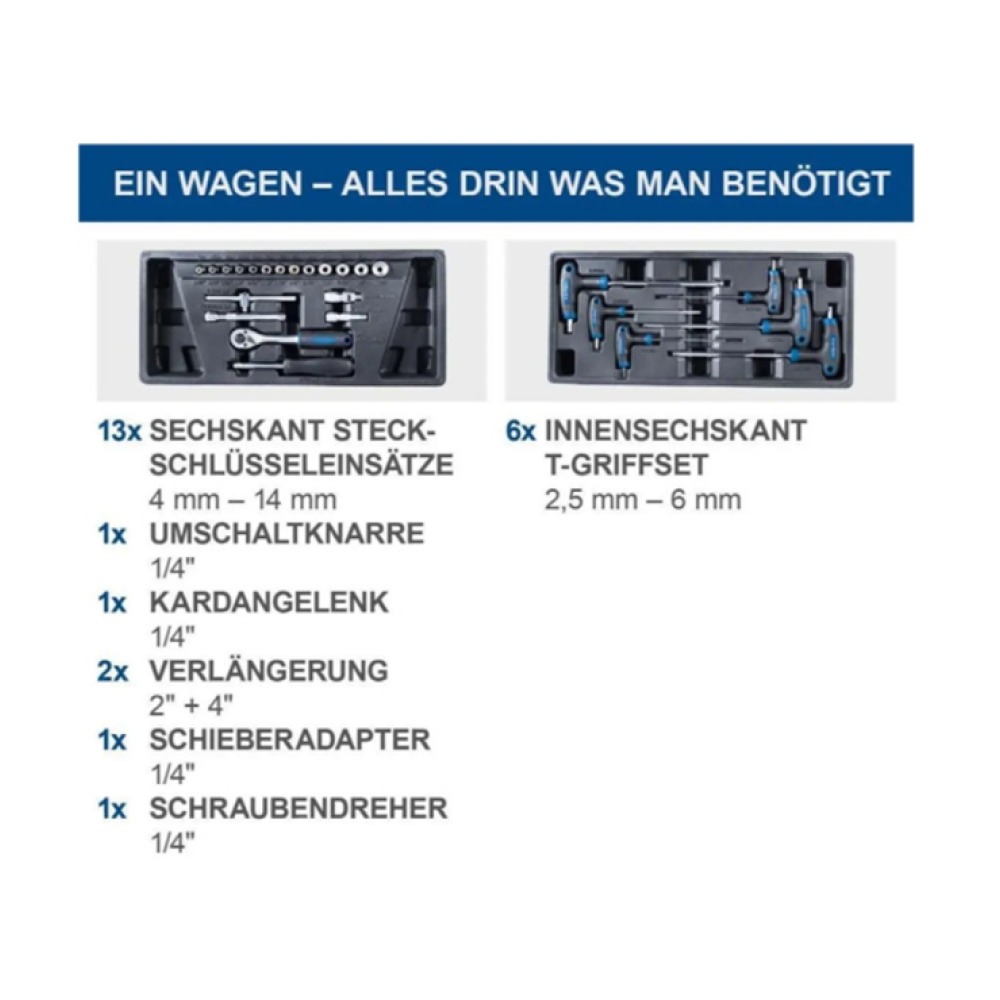 EIN WAGEN – ALLES DRIN WAS MAN BENÖTIGT
13x SECHSKANT STECK-
SCHLÜSSELEINSÄTZE
4 mm – 14 mm
1x UMSCHALTKNARRE
1/4"
1x KARDANGELENK
1/4"
2x VERLÄNGERUNG
2" + 4"
1x SCHIEBERADAPTER
1/4"
1x SCHRAUBENDREHER
1/4"
6x INNENSECHSKANT
T-GRIFFSET
2,5 mm – 6 mm